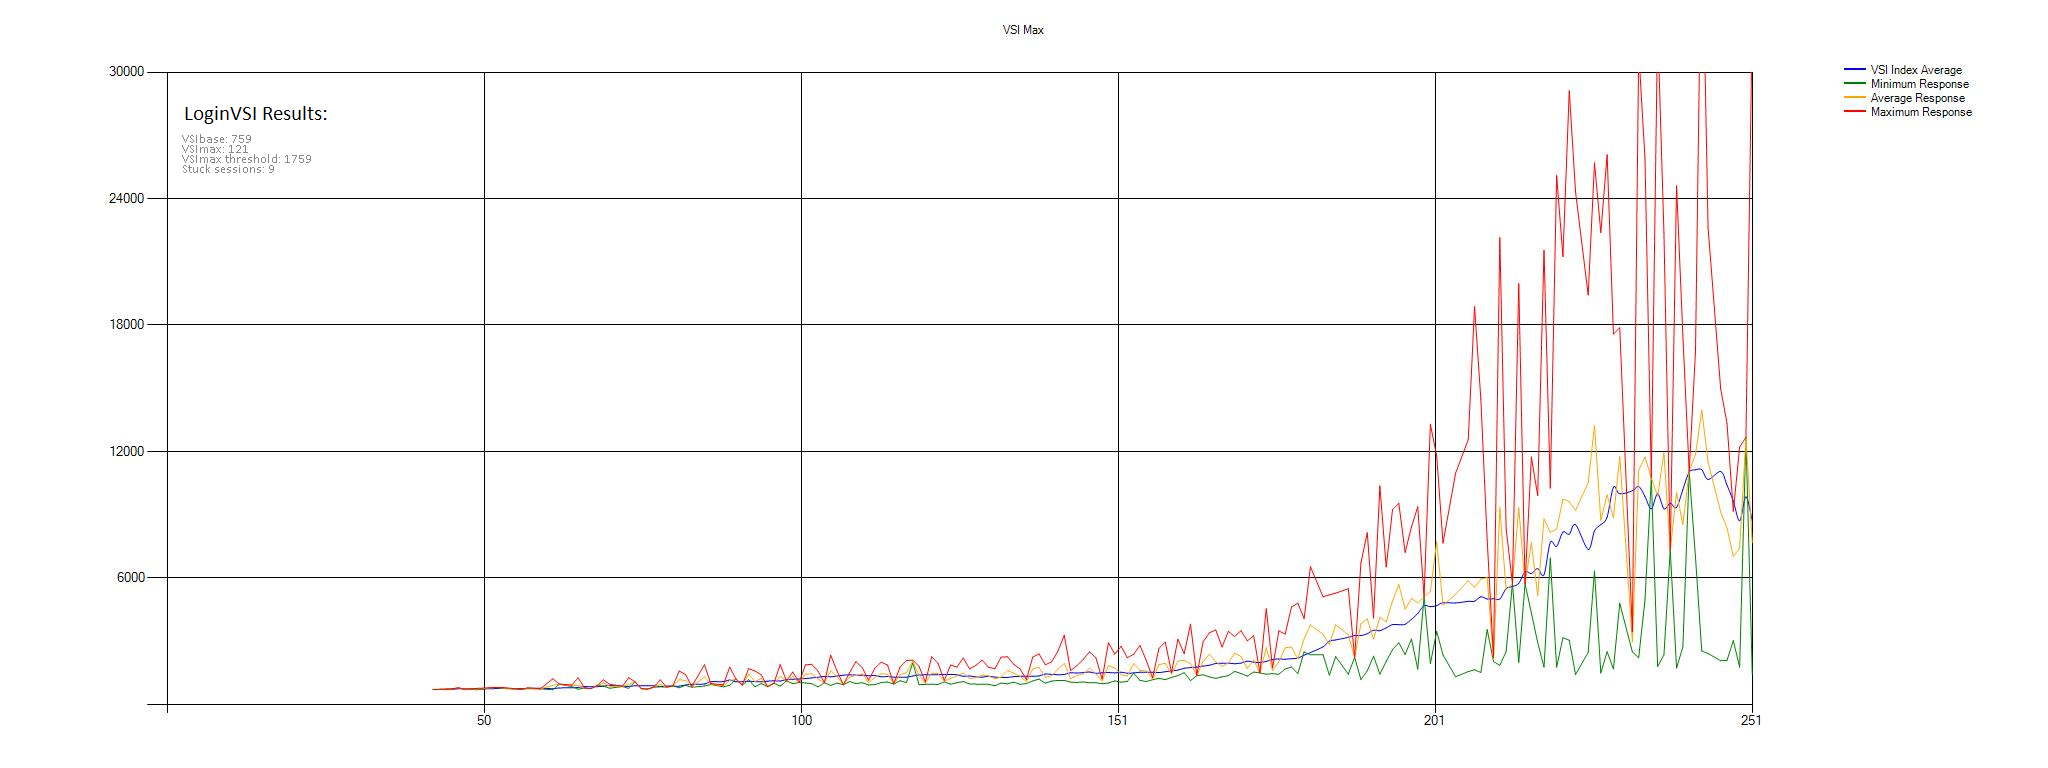 VSI Max
30000
24000
18000
12000
6000
LoginVSI Results:
VSIbase: 759
VSImax: 121
VSImax threshold: 1759
Stuck sessions: 9
VSI Index Average
Minimum Response
Average Response
Maximum Response
50
100
151
201
251